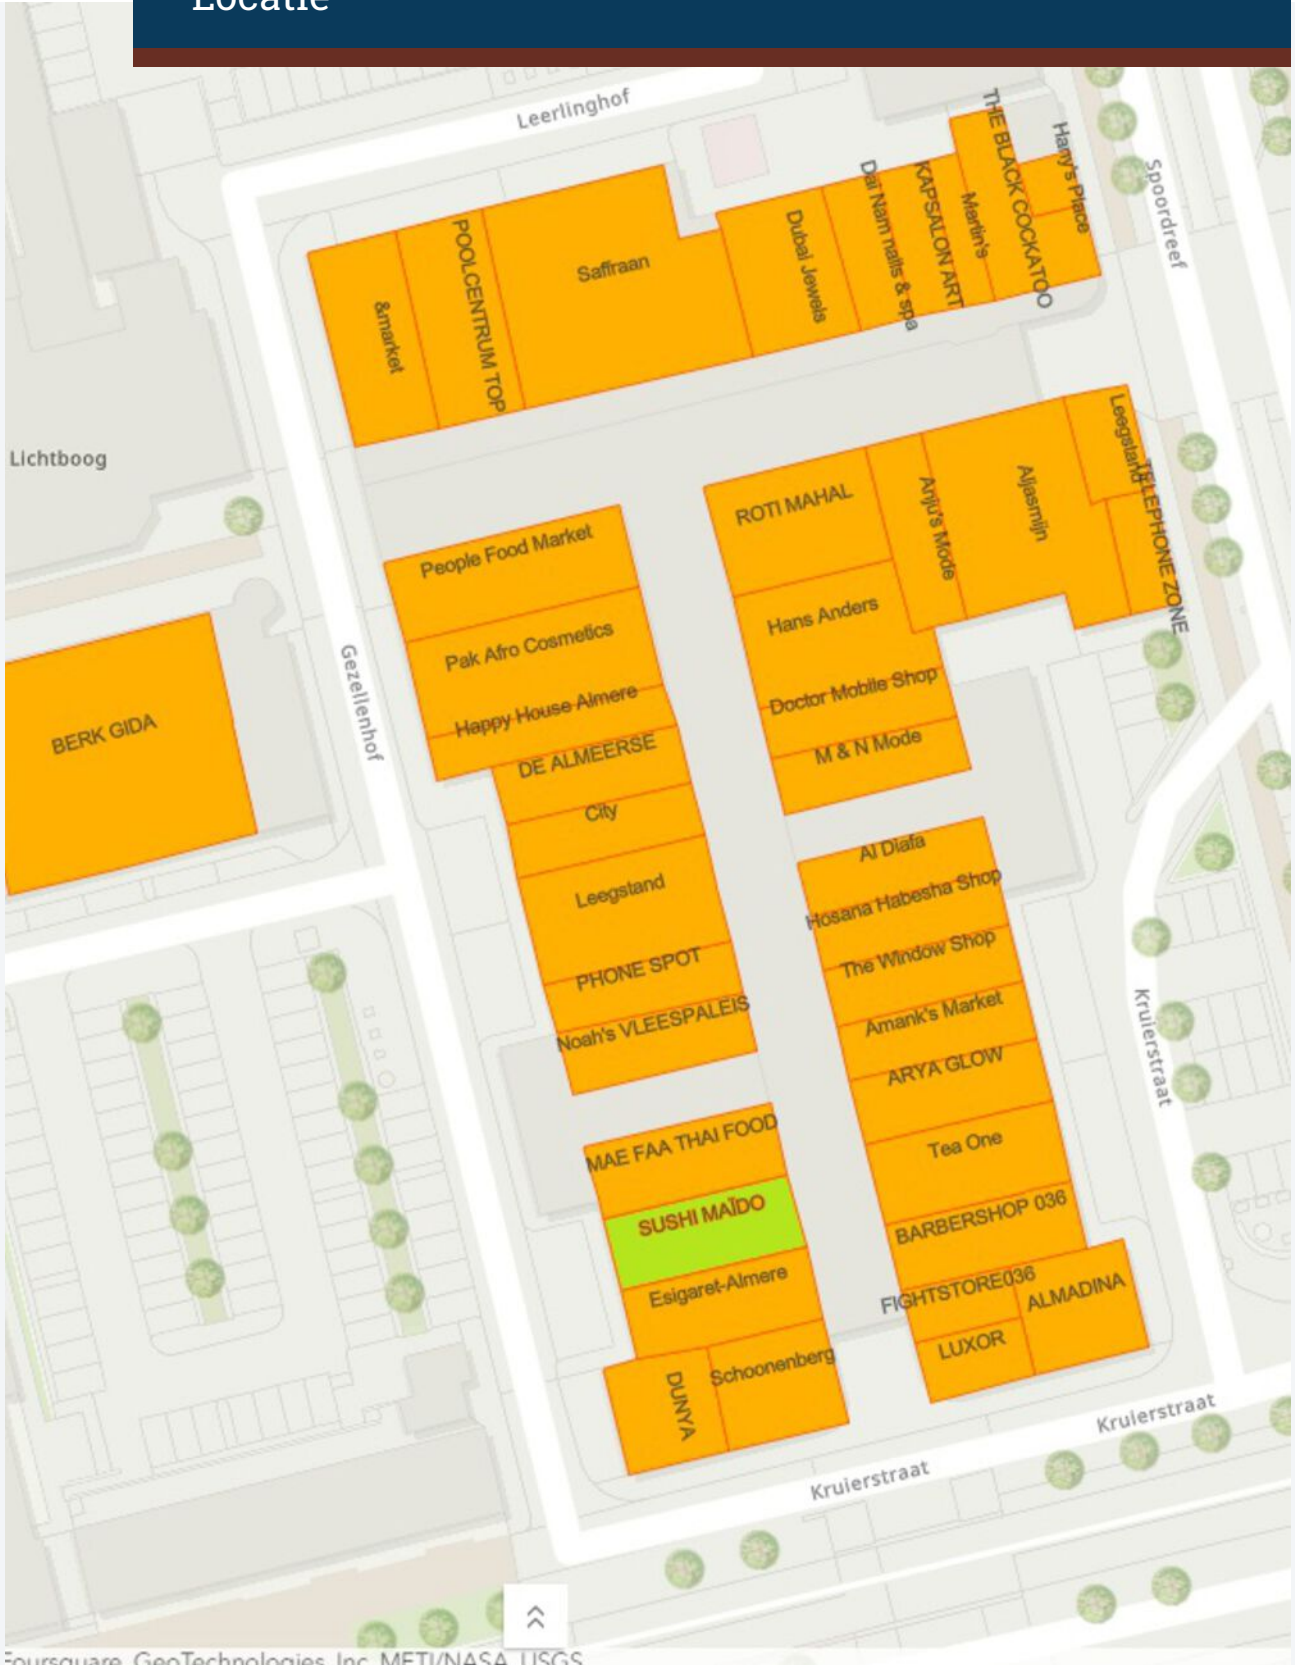 Locatie
Leerlinghof
THE BLACK COCKATOO
Hany's Place
Spoordreef
Dai Nam nails & spa
KAPSALON ART
Martin's
Dubai Jewels
POOLCENTRUM TOP
Saffraan
&market
Leegstand
Lichtboog
TELEPHONE ZONE
Anju's Mode
Aljasmijn
ROTI MAHAL
People Food Market
Hans Anders
Pak Afro Cosmetics
Gezellenhof
Doctor Mobile Shop
Happy House Almere
BERK GIDA
M & N Mode
DE ALMEERSE
City
Al Diafa
Leegstand
Hosana Habesha Shop
The Window Shop
PHONE SPOT
Amank's Market
Kruierstraat
Noah's VLEESPALEIS
ARYA GLOW
MAE FAA THAI FOOD
Tea One
SUSHI MAÏDO
BARBERSHOP 036
Esigaret-Almere
FIGHTSTORE036
ALMADINA
LUXOR
Schoonenberg
DUNYA
Kruierstraat
Kruierstraat
Foursquare, GeoTechnologies, Inc, METI/NASA, USGS